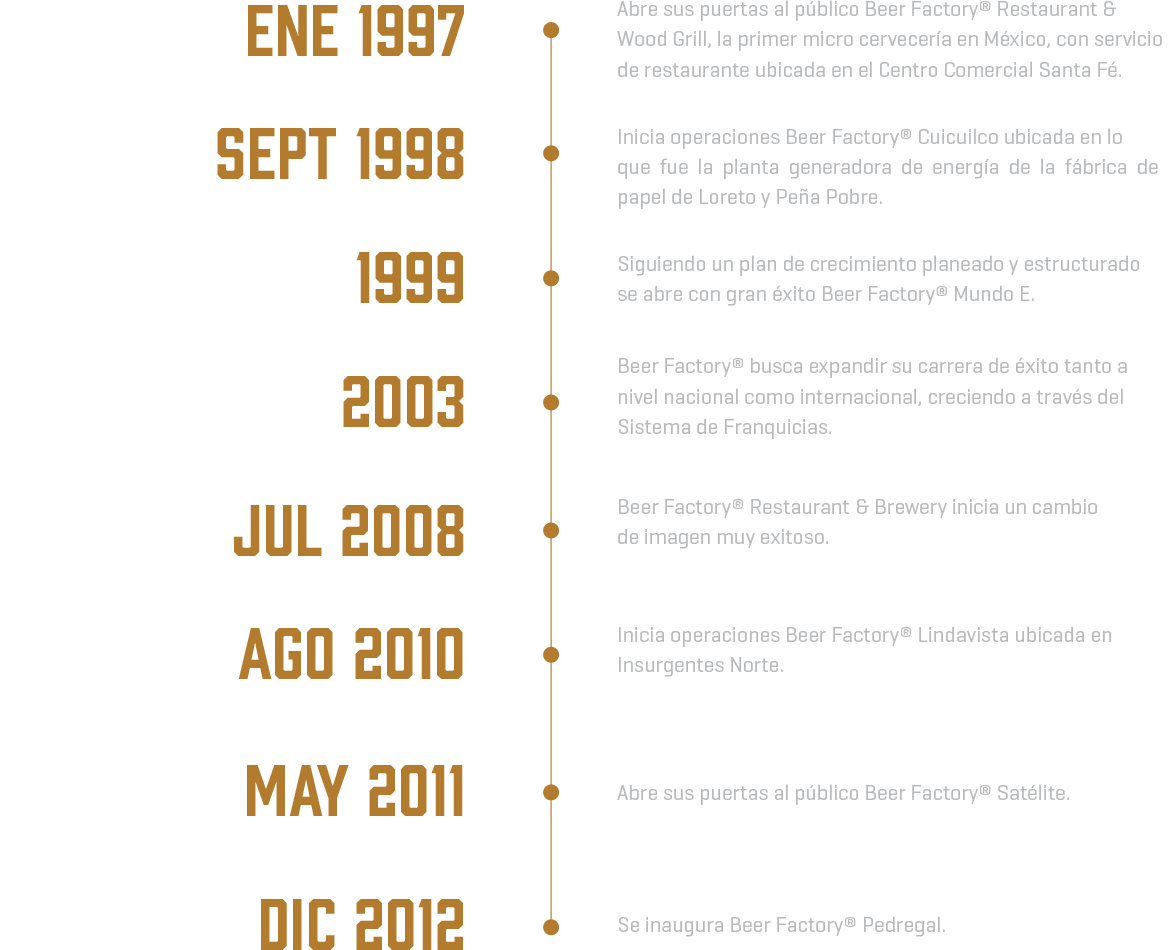 ENE 1997
Abre sus puertas al público Beer Factory® Restaurant &
Wood Grill, la primer micro cervecería en México, con servicio
de restaurante ubicada en el Centro Comercial Santa Fé.
SEPT 1998
Inicia operaciones Beer Factory® Cuicuilco ubicada en lo
que fue la planta generadora de energía de la fábrica de
papel de Loreto y Peña Pobre.
1999
Siguiendo un plan de crecimiento planeado y estructurado
se abre con gran éxito Beer Factory® Mundo E.
2003
Beer Factory® busca expandir su carrera de éxito tanto a
nivel nacional como internacional, creciendo a través del
Sistema de Franquicias.
JUL 2008
Beer Factory® Restaurant & Brewery inicia un cambio
de imagen muy exitoso.
AGO 2010
Inicia operaciones Beer Factory® Lindavista ubicada en
Insurgentes Norte.
MAY 2011
Abre sus puertas al público Beer Factory® Satélite.
DIC 2012
Se inaugura Beer Factory® Pedregal.